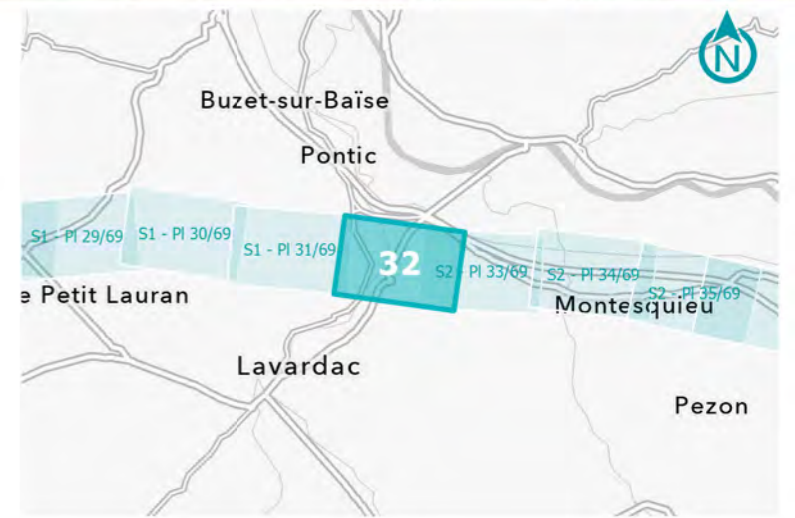 N
Buzet-sur-Baïse
Pontic
S1 - Pl 29/69
S1 - Pl 30/69
S1 - Pl 31/69
32
S2 - Pl 33/69
S2 - Pl 34/69
S2 - Pl 35/69
e Petit Lauran
Montesquieu
Lavardac
Pezon